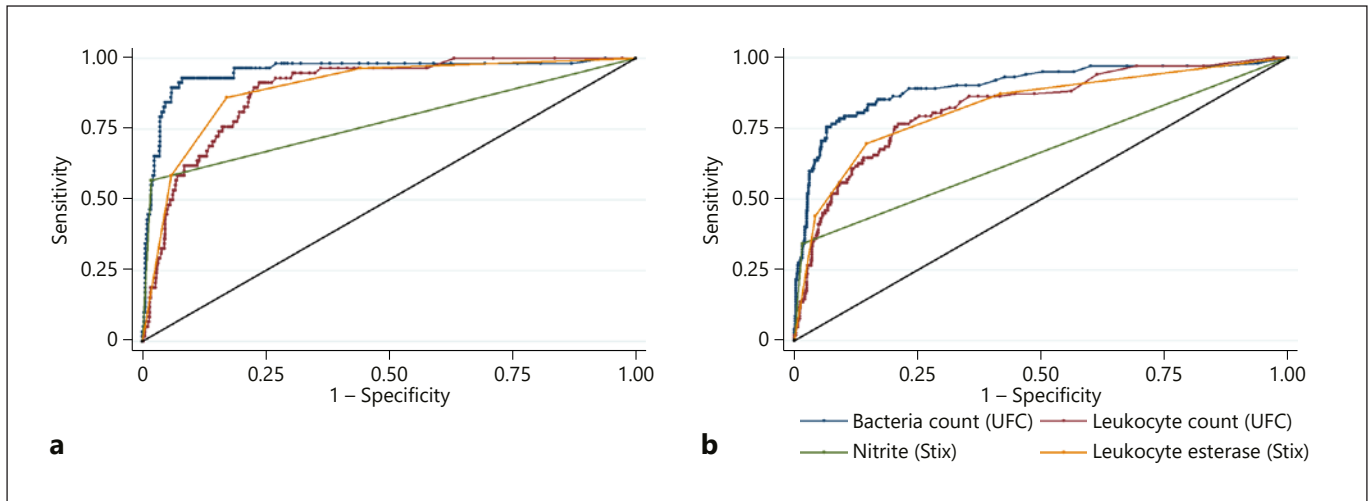 1.00
0.75
0.50
0.25
0
Sensitivity
0
0.25
0.50
0.75
1.00
1 – Specificity
a
1.00
0.75
0.50
0.25
0
Sensitivity
0
0.25
0.50
0.75
1.00
1 – Specificity
b
Bacteria count (UFC)
Leukocyte count (UFC)
Nitrite (Stix)
Leukocyte esterase (Stix)